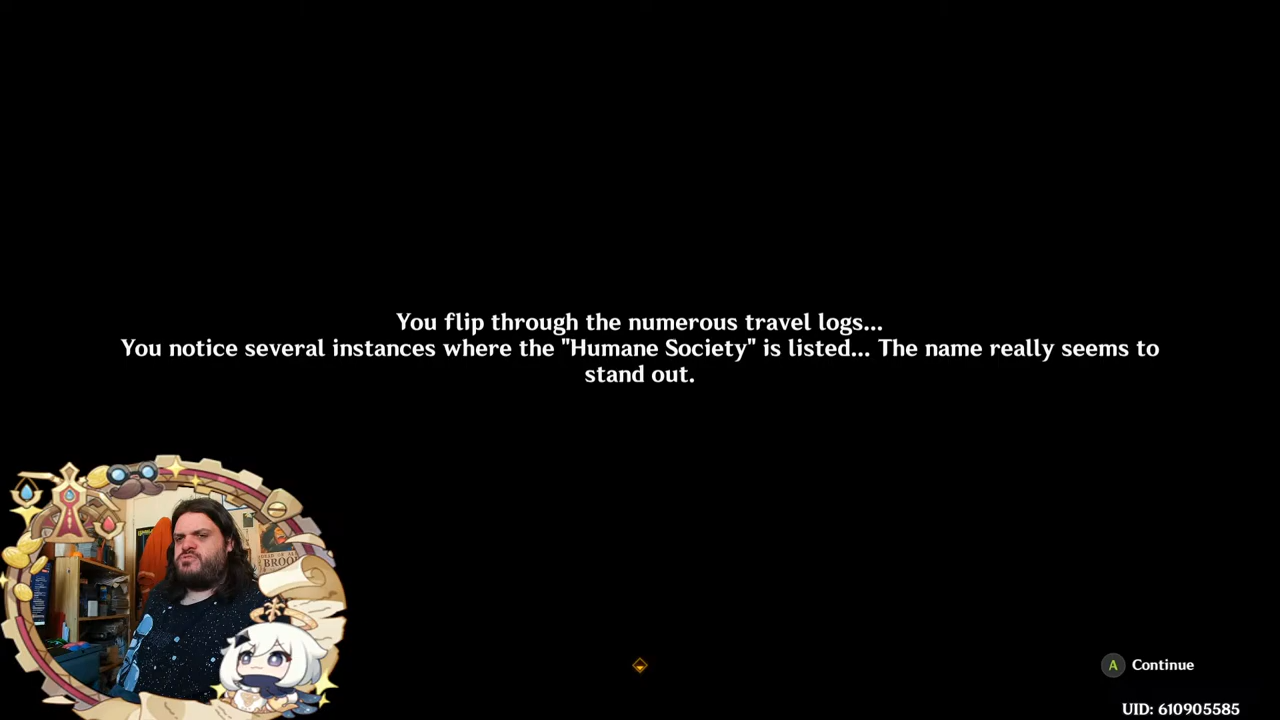 You flip through the numerous travel logs...
You notice several instances where the "Humane Society" is listed... The name really seems to
stand out.
BROO
A Continue
UID: 610905585